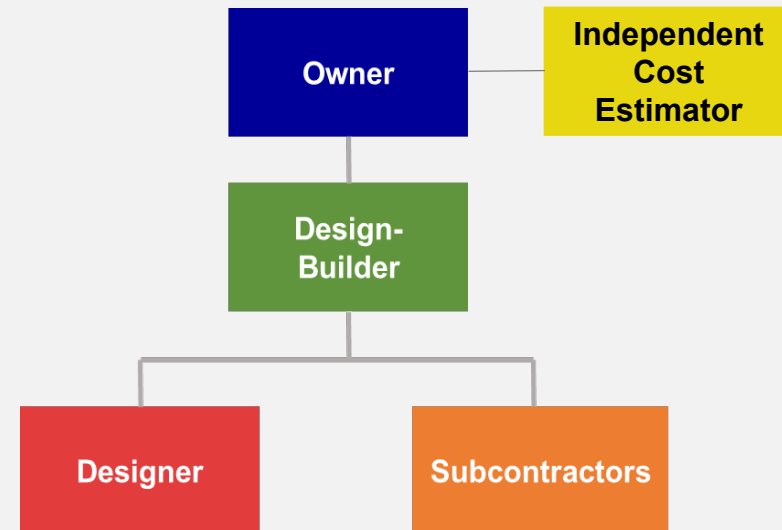 Owner
Independent
Cost
Estimator
Design-
Builder
Designer
Subcontractors